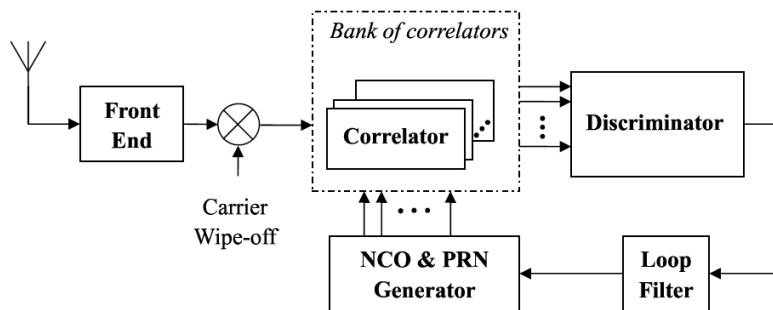 Bank of correlators
Front
End
Correlator
Discriminator
Carrier
Wipe-off
NCO & PRN
Generator
Loop
Filter